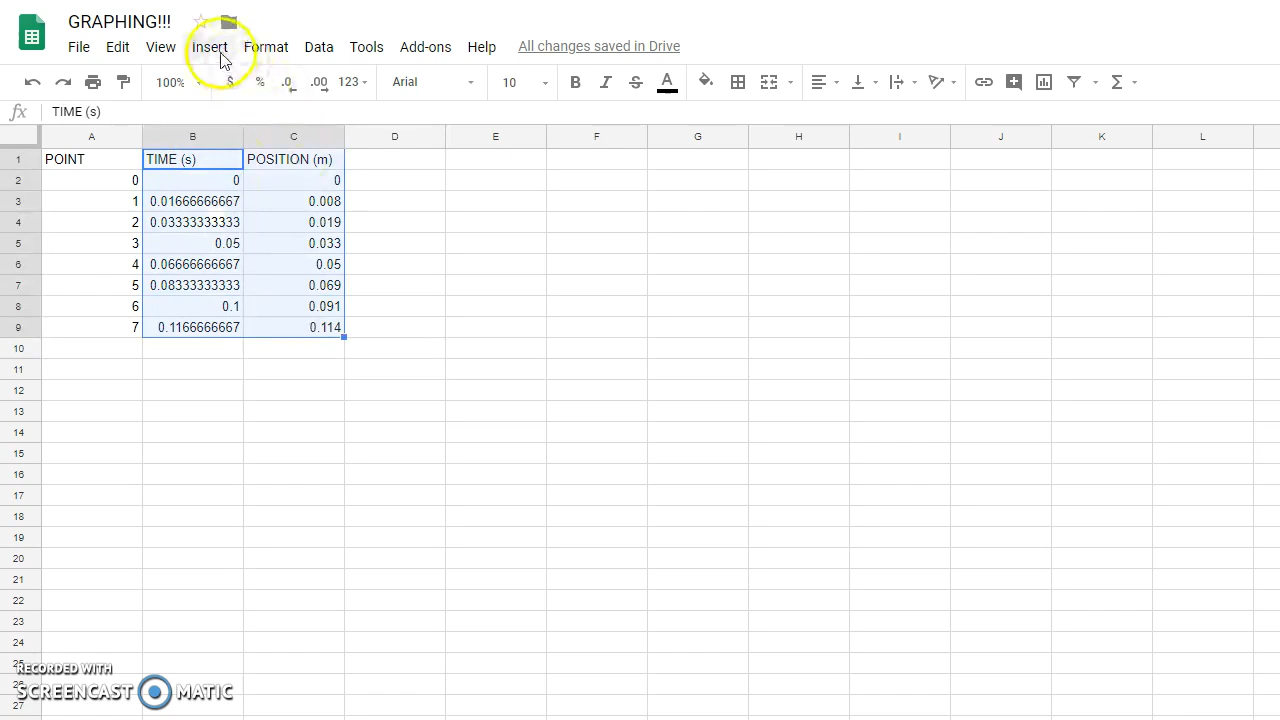 GRAPHING!!!
File Edit View Insert Format Data Tools Add-ons Help All changes saved in Drive
100% $ % .0 .00 123 Arial 10 B I S A Σ
fx TIME (s)
A B C D E F G H I J K L
1 POINT TIME (s) POSITION (m)
2 0 0 0
3 1 0.01666666667 0.008
4 2 0.03333333333 0.019
5 3 0.05 0.033
6 4 0.06666666667 0.05
7 5 0.08333333333 0.069
8 6 0.1 0.091
9 7 0.1166666667 0.114
10
11
12
13
14
15
16
17
18
19
20
21
22
23
24
25
RECORDED WITH
26
SCREENCAST MATIC
27